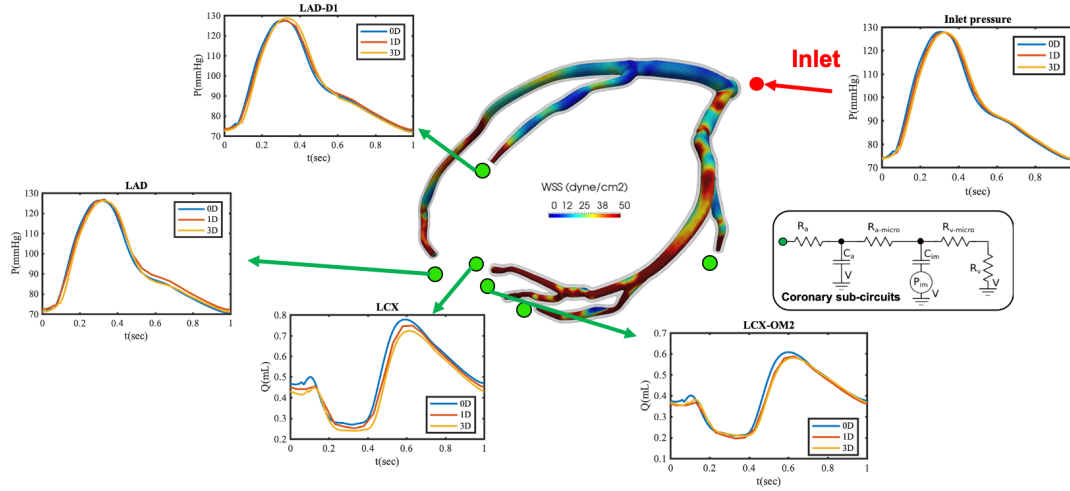 LAD-D1
130
120
110
100
90
80
70
P(mmHg)
0D
1D
3D
0 0.2 0.4 0.6 0.8 1
t(sec)
Inlet
Inlet pressure
130
120
110
100
90
80
70
P(mmHg)
0D
1D
3D
0 0.2 0.4 0.6 0.8 1
t(sec)
LAD
130
120
110
100
90
80
70
P(mmHg)
0D
1D
3D
0 0.2 0.4 0.6 0.8 1
t(sec)
WSS (dyne/cm2)
0 12 25 38 50
Ra Ra-micro Rv-micro
Ca Cim
Rv
Pim
V V V
Coronary sub-circuits
LCX
0.8
0.7
0.6
0.5
0.4
0.3
0.2
Q(mL)
0D
1D
3D
0 0.2 0.4 0.6 0.8 1
t(sec)
LCX-OM2
0.7
0.6
0.5
0.4
0.3
0.2
0.1
Q(mL)
0D
1D
3D
0 0.2 0.4 0.6 0.8 1
t(sec)